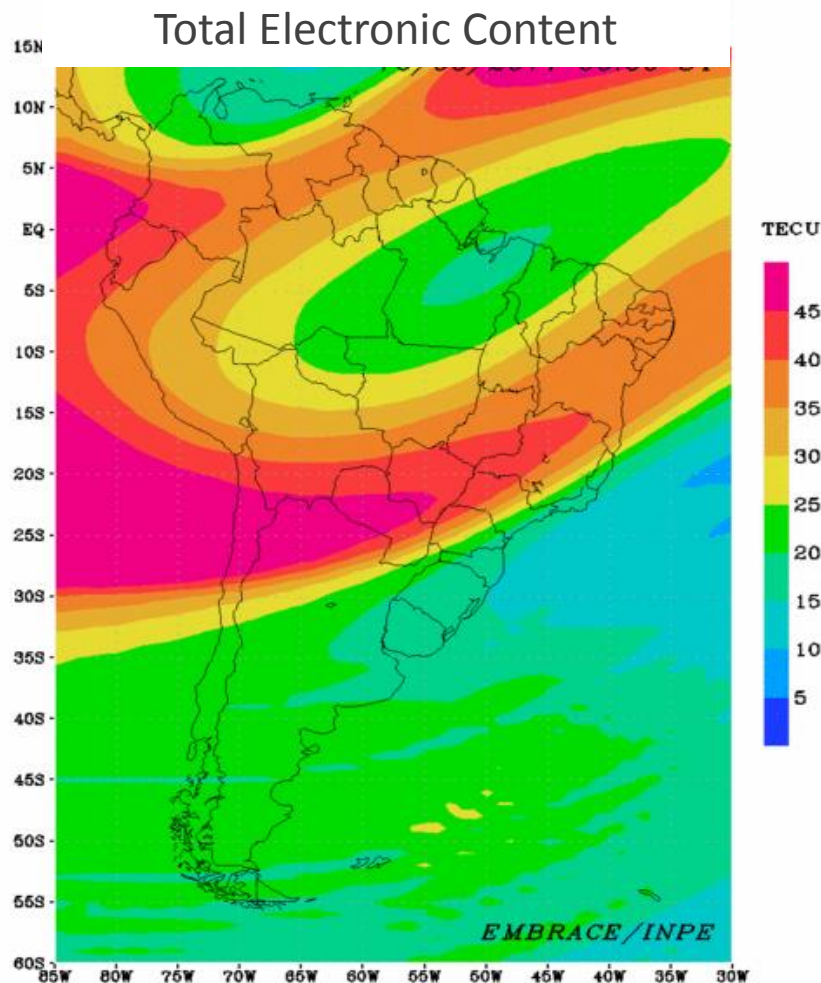 Total Electronic Content
15N
10N
5N
EQ
5S
10S
15S
20S
25S
30S
35S
40S
45S
50S
55S
60S
85W 80W 75W 70W 65W 60W 55W 50W 45W 40W 35W 30W
TECU
45
40
35
30
25
20
15
10
5
EMBRACE/INPE